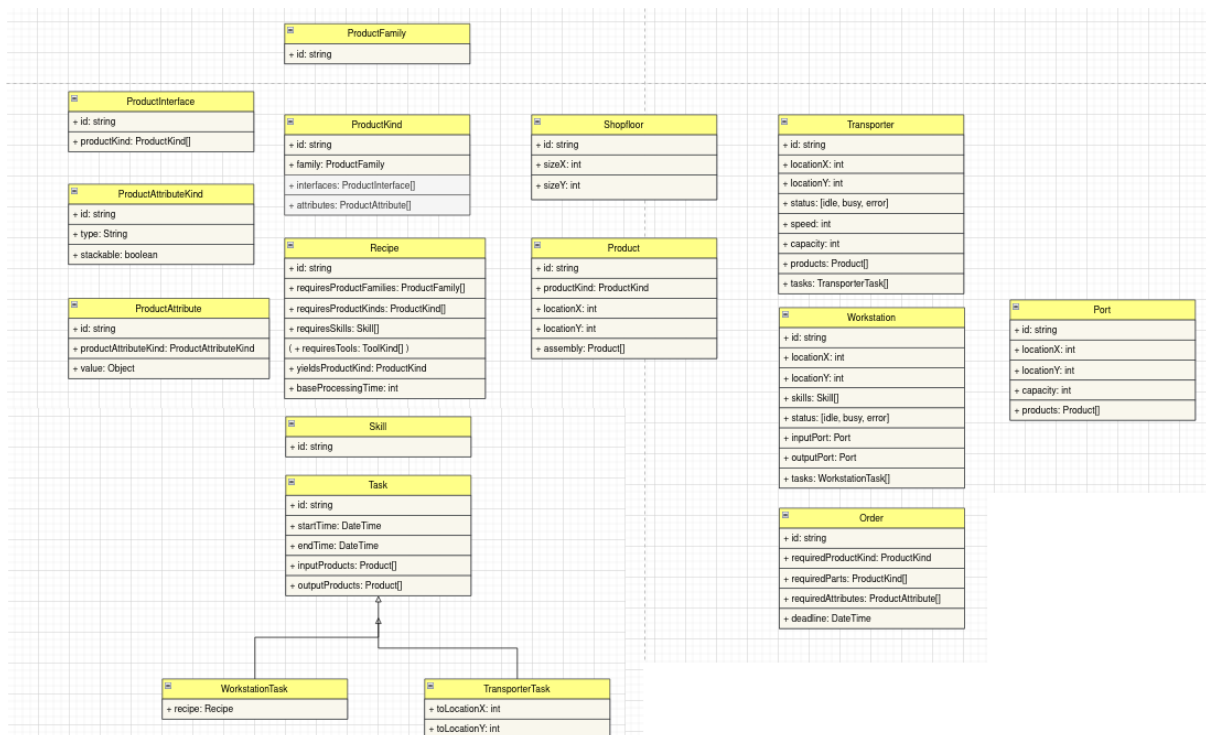 ProductFamily
+ id: string
ProductInterface
+ id: string
+ productKind: ProductKind[]
ProductAttributeKind
+ id: string
+ type: String
+ stackable: boolean
ProductAttribute
+ id: string
+ productAttributeKind: ProductAttributeKind
+ value: Object
ProductKind
+ id: string
+ family: ProductFamily
+ interfaces: ProductInterface[]
+ attributes: ProductAttribute[]
Recipe
+ id: string
+ requiresProductFamilies: ProductFamily[]
+ requiresProductKinds: ProductKind[]
+ requiresSkills: Skill[]
( + requiresTools: ToolKind[] )
+ yieldsProductKind: ProductKind
+ baseProcessingTime: int
Skill
+ id: string
Task
+ id: string
+ startTime: DateTime
+ endTime: DateTime
+ inputProducts: Product[]
+ outputProducts: Product[]
WorkstationTask
+ recipe: Recipe
TransporterTask
+ toLocationX: int
+ toLocationY: int
Shopfloor
+ id: string
+ sizeX: int
+ sizeY: int
Product
+ id: string
+ productKind: ProductKind
+ locationX: int
+ locationY: int
+ assembly: Product[]
Transporter
+ id: string
+ locationX: int
+ locationY: int
+ status: [idle, busy, error]
+ speed: int
+ capacity: int
+ products: Product[]
+ tasks: TransporterTask[]
Workstation
+ id: string
+ locationX: int
+ locationY: int
+ skills: Skill[]
+ status: [idle, busy, error]
+ inputPort: Port
+ outputPort: Port
+ tasks: WorkstationTask[]
Order
+ id: string
+ requiredProductKind: ProductKind
+ requiredParts: ProductKind[]
+ requiredAttributes: ProductAttribute[]
+ deadline: DateTime
Port
+ id: string
+ locationX: int
+ locationY: int
+ capacity: int
+ products: Product[]